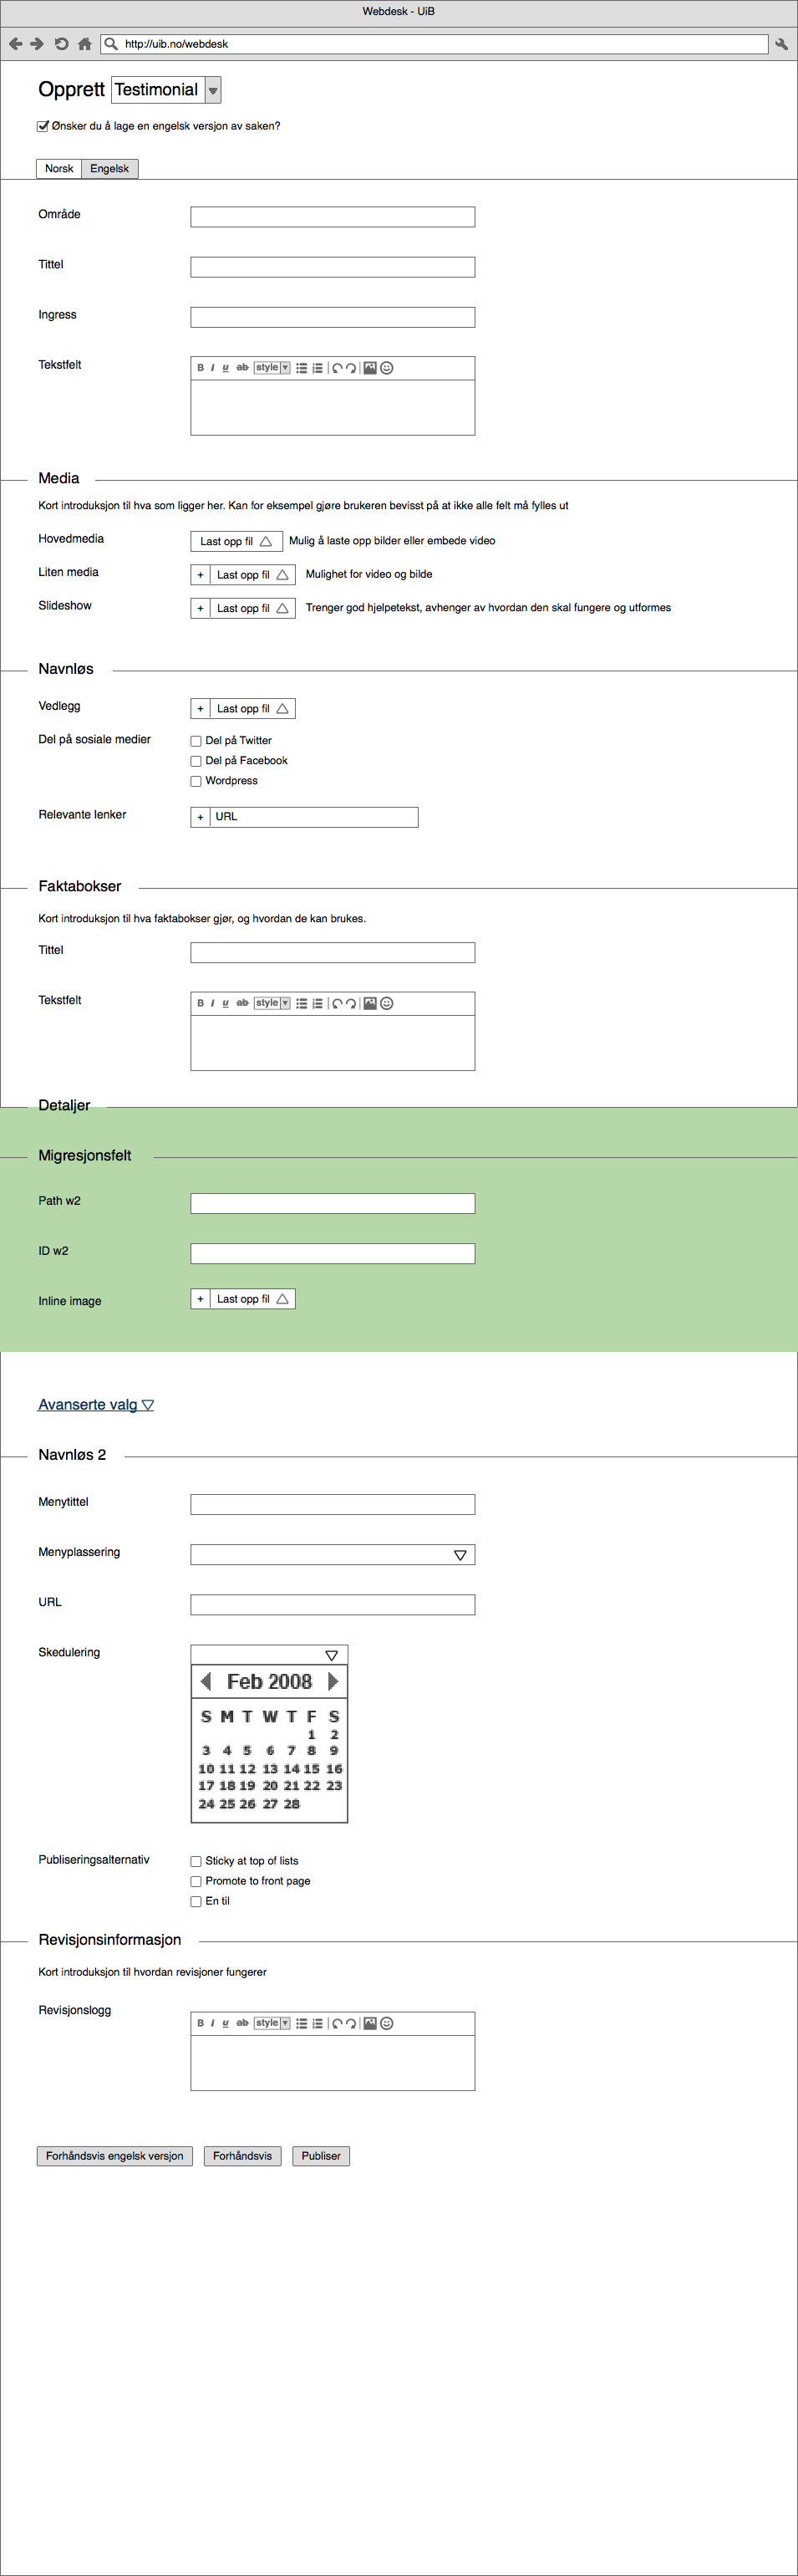 Webdesk - UiB
http://uib.no/webdesk
Opprett Testimonial
Ønsker du å lage en engelsk versjon av saken?
Norsk Engelsk
Område
Tittel
Ingress
Tekstfelt
B I u ab style
Media
Kort introduksjon til hva som ligger her. Kan for eksempel gjøre brukeren bevisst på at ikke alle felt må fylles ut
Hovedmedia Last opp fil Mulig å laste opp bilder eller embede video
Liten media + Last opp fil Mulighet for video og bilde
Slideshow + Last opp fil Trenger god hjelpetekst, avhenger av hvordan den skal fungere og utformes
Navnløs
Vedlegg + Last opp fil
Del på sosiale medier Del på Twitter
Del på Facebook
Wordpress
Relevante lenker + URL
Faktabokser
Kort introduksjon til hva faktabokser gjør, og hvordan de kan brukes.
Tittel
Tekstfelt B I u ab style
Detaljer
Migresjonsfelt
Path w2
ID w2
Inline image + Last opp fil
Avanserte valg
Navnløs 2
Menytittel
Menyplassering
URL
Skedulering
Feb 2008
S M T W T F S
1 2
3 4 5 6 7 8 9
10 11 12 13 14 15 16
17 18 19 20 21 22 23
24 25 26 27 28
Publiseringsalternativ Sticky at top of lists
Promote to front page
En til
Revisjonsinformasjon
Kort introduksjon til hvordan revisjoner fungerer
Revisjonslogg
B I u ab style
Forhåndsvis engelsk versjon Forhåndsvis Publiser